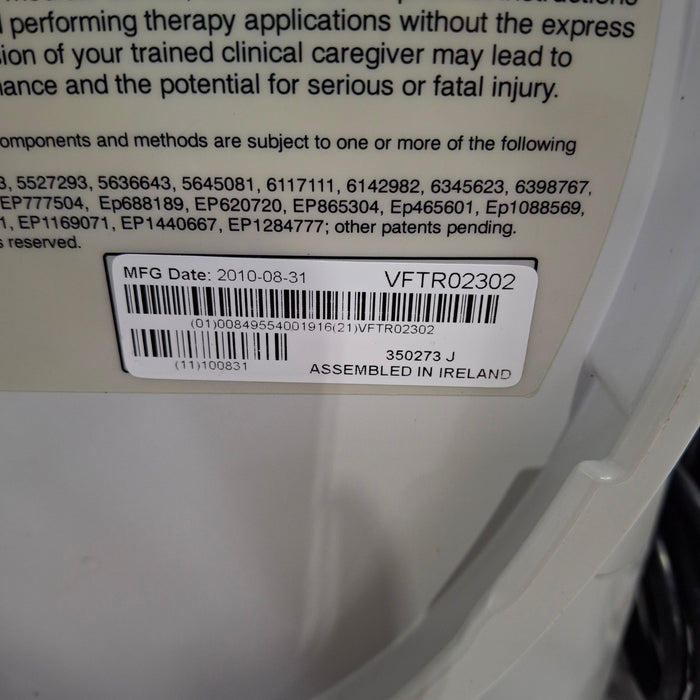 performing therapy applications without the express
ion of your trained clinical caregiver may lead to
ance and the potential for serious or fatal injury.
omponents and methods are subject to one or more of the following
3, 5527293, 5636643, 5645081, 6117111, 6142982, 6345623, 6398767,
EP777504, Ep688189, EP620720, EP865304, Ep465601, Ep1088569,
1, EP1169071, EP1440667, EP1284777; other patents pending.
s reserved.
MFG Date: 2010-08-31 VFTR02302
(01)00849554001916(21)VFTR02302
350273 J
(11)100831
ASSEMBLED IN IRELAND